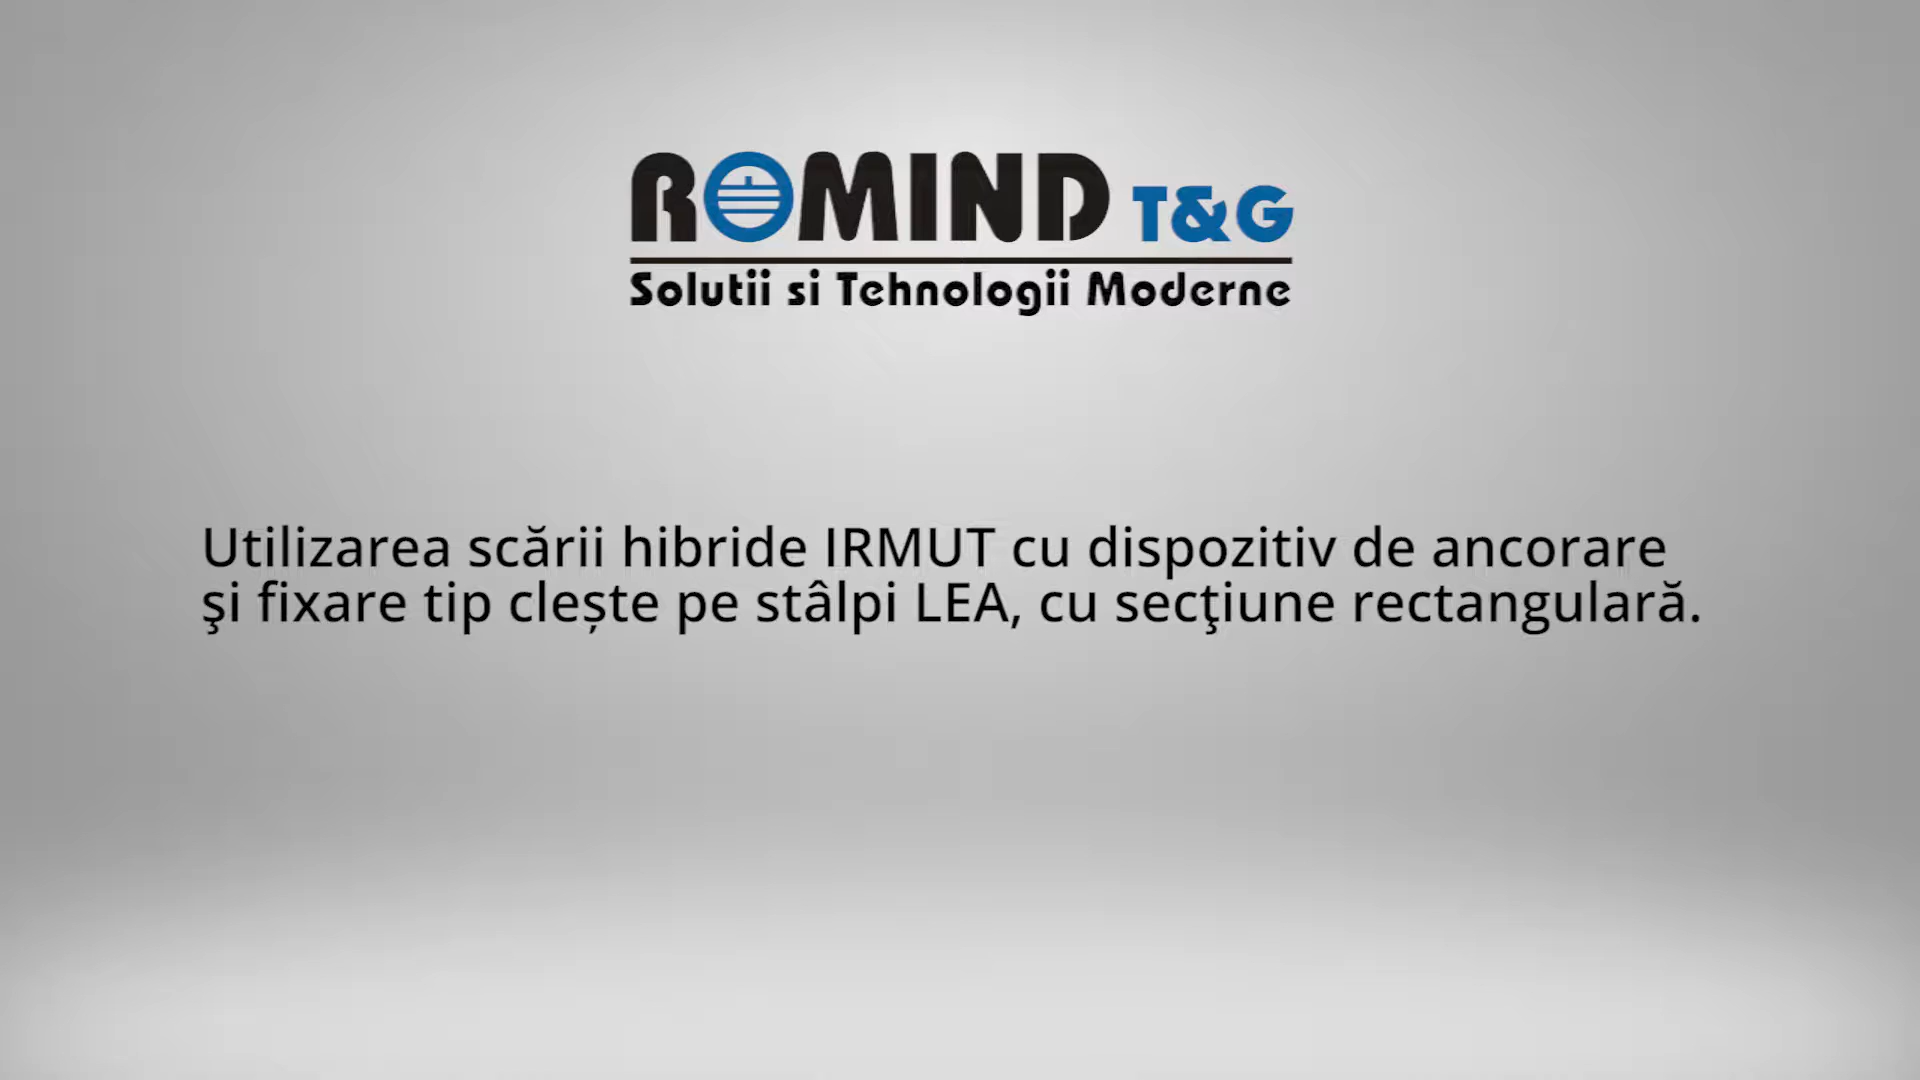 ROMIND T&G
Solutii si Tehnologii Moderne
Utilizarea scării hibride IRMUT cu dispozitiv de ancorare
şi fixare tip clește pe stâlpi LEA, cu secţiune rectangulară.